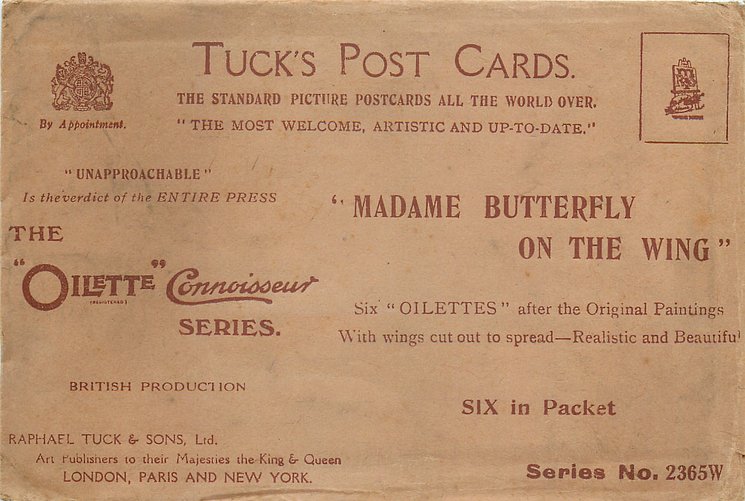 TUCK'S POST CARDS.
THE STANDARD PICTURE POSTCARDS ALL THE WORLD OVER.
"THE MOST WELCOME, ARTISTIC AND UP-TO-DATE."
By Appointment.
"UNAPPROACHABLE"
Is the verdict of the ENTIRE PRESS
THE
"OILETTE" Connoisseur
(REGISTERED)
SERIES.
"MADAME BUTTERFLY
ON THE WING"
Six "OILETTES" after the Original Paintings
With wings cut out to spread—Realistic and Beautiful
BRITISH PRODUCTION
SIX in Packet
RAPHAEL TUCK & SONS, Ltd.
Art Publishers to their Majesties the King & Queen
LONDON, PARIS AND NEW YORK.
Series No. 2365W